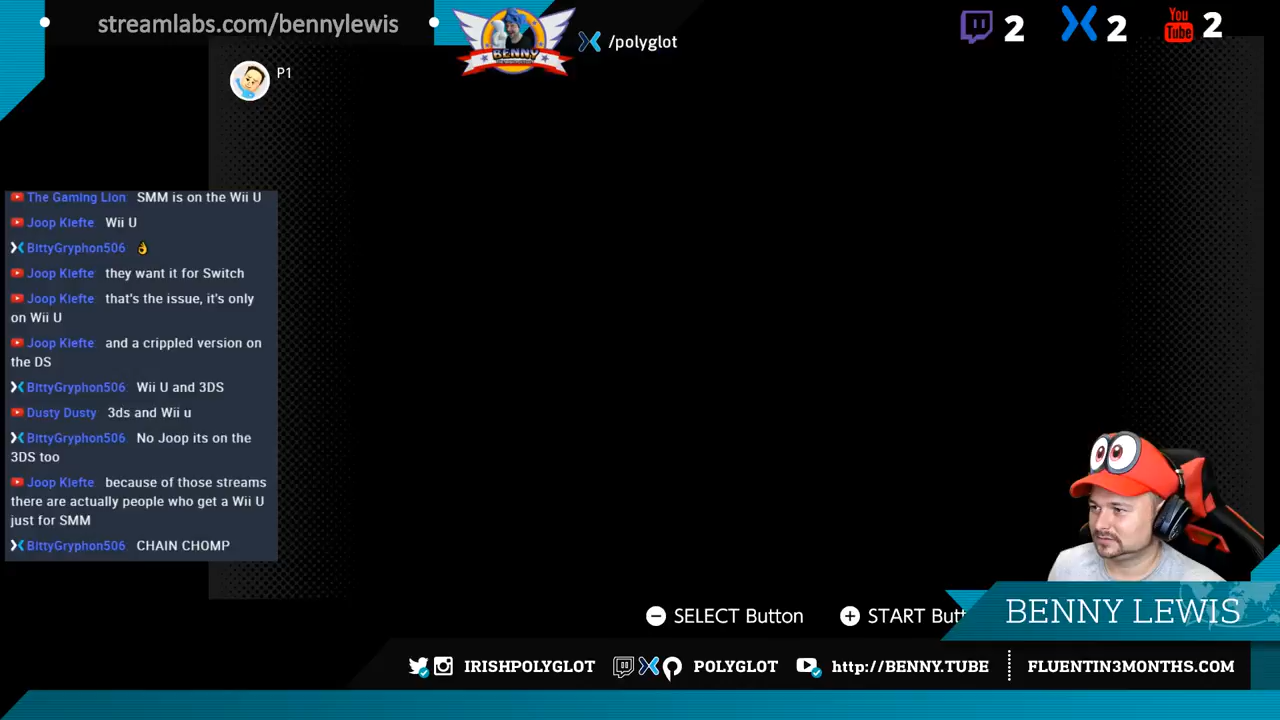 streamlabs.com/bennylewis
BENNY
/polyglot
2
2
You
Tube
2
P1
The Gaming Lion SMM is on the Wii U
Joop Kiefte Wii U
BittyGryphon506 👌
Joop Kiefte they want it for Switch
Joop Kiefte that's the issue, it's only
on Wii U
Joop Kiefte and a crippled version on
the DS
BittyGryphon506 Wii U and 3DS
Dusty Dusty 3ds and Wii u
BittyGryphon506 No Joop its on the
3DS too
Joop Kiefte because of those streams
there are actually people who get a Wii U
just for SMM
BittyGryphon506 CHAIN CHOMP
SELECT Button
START Butt
BENNY LEWIS
IRISHPOLYGLOT
POLYGLOT
http://BENNY.TUBE
FLUENTIN3MONTHS.COM